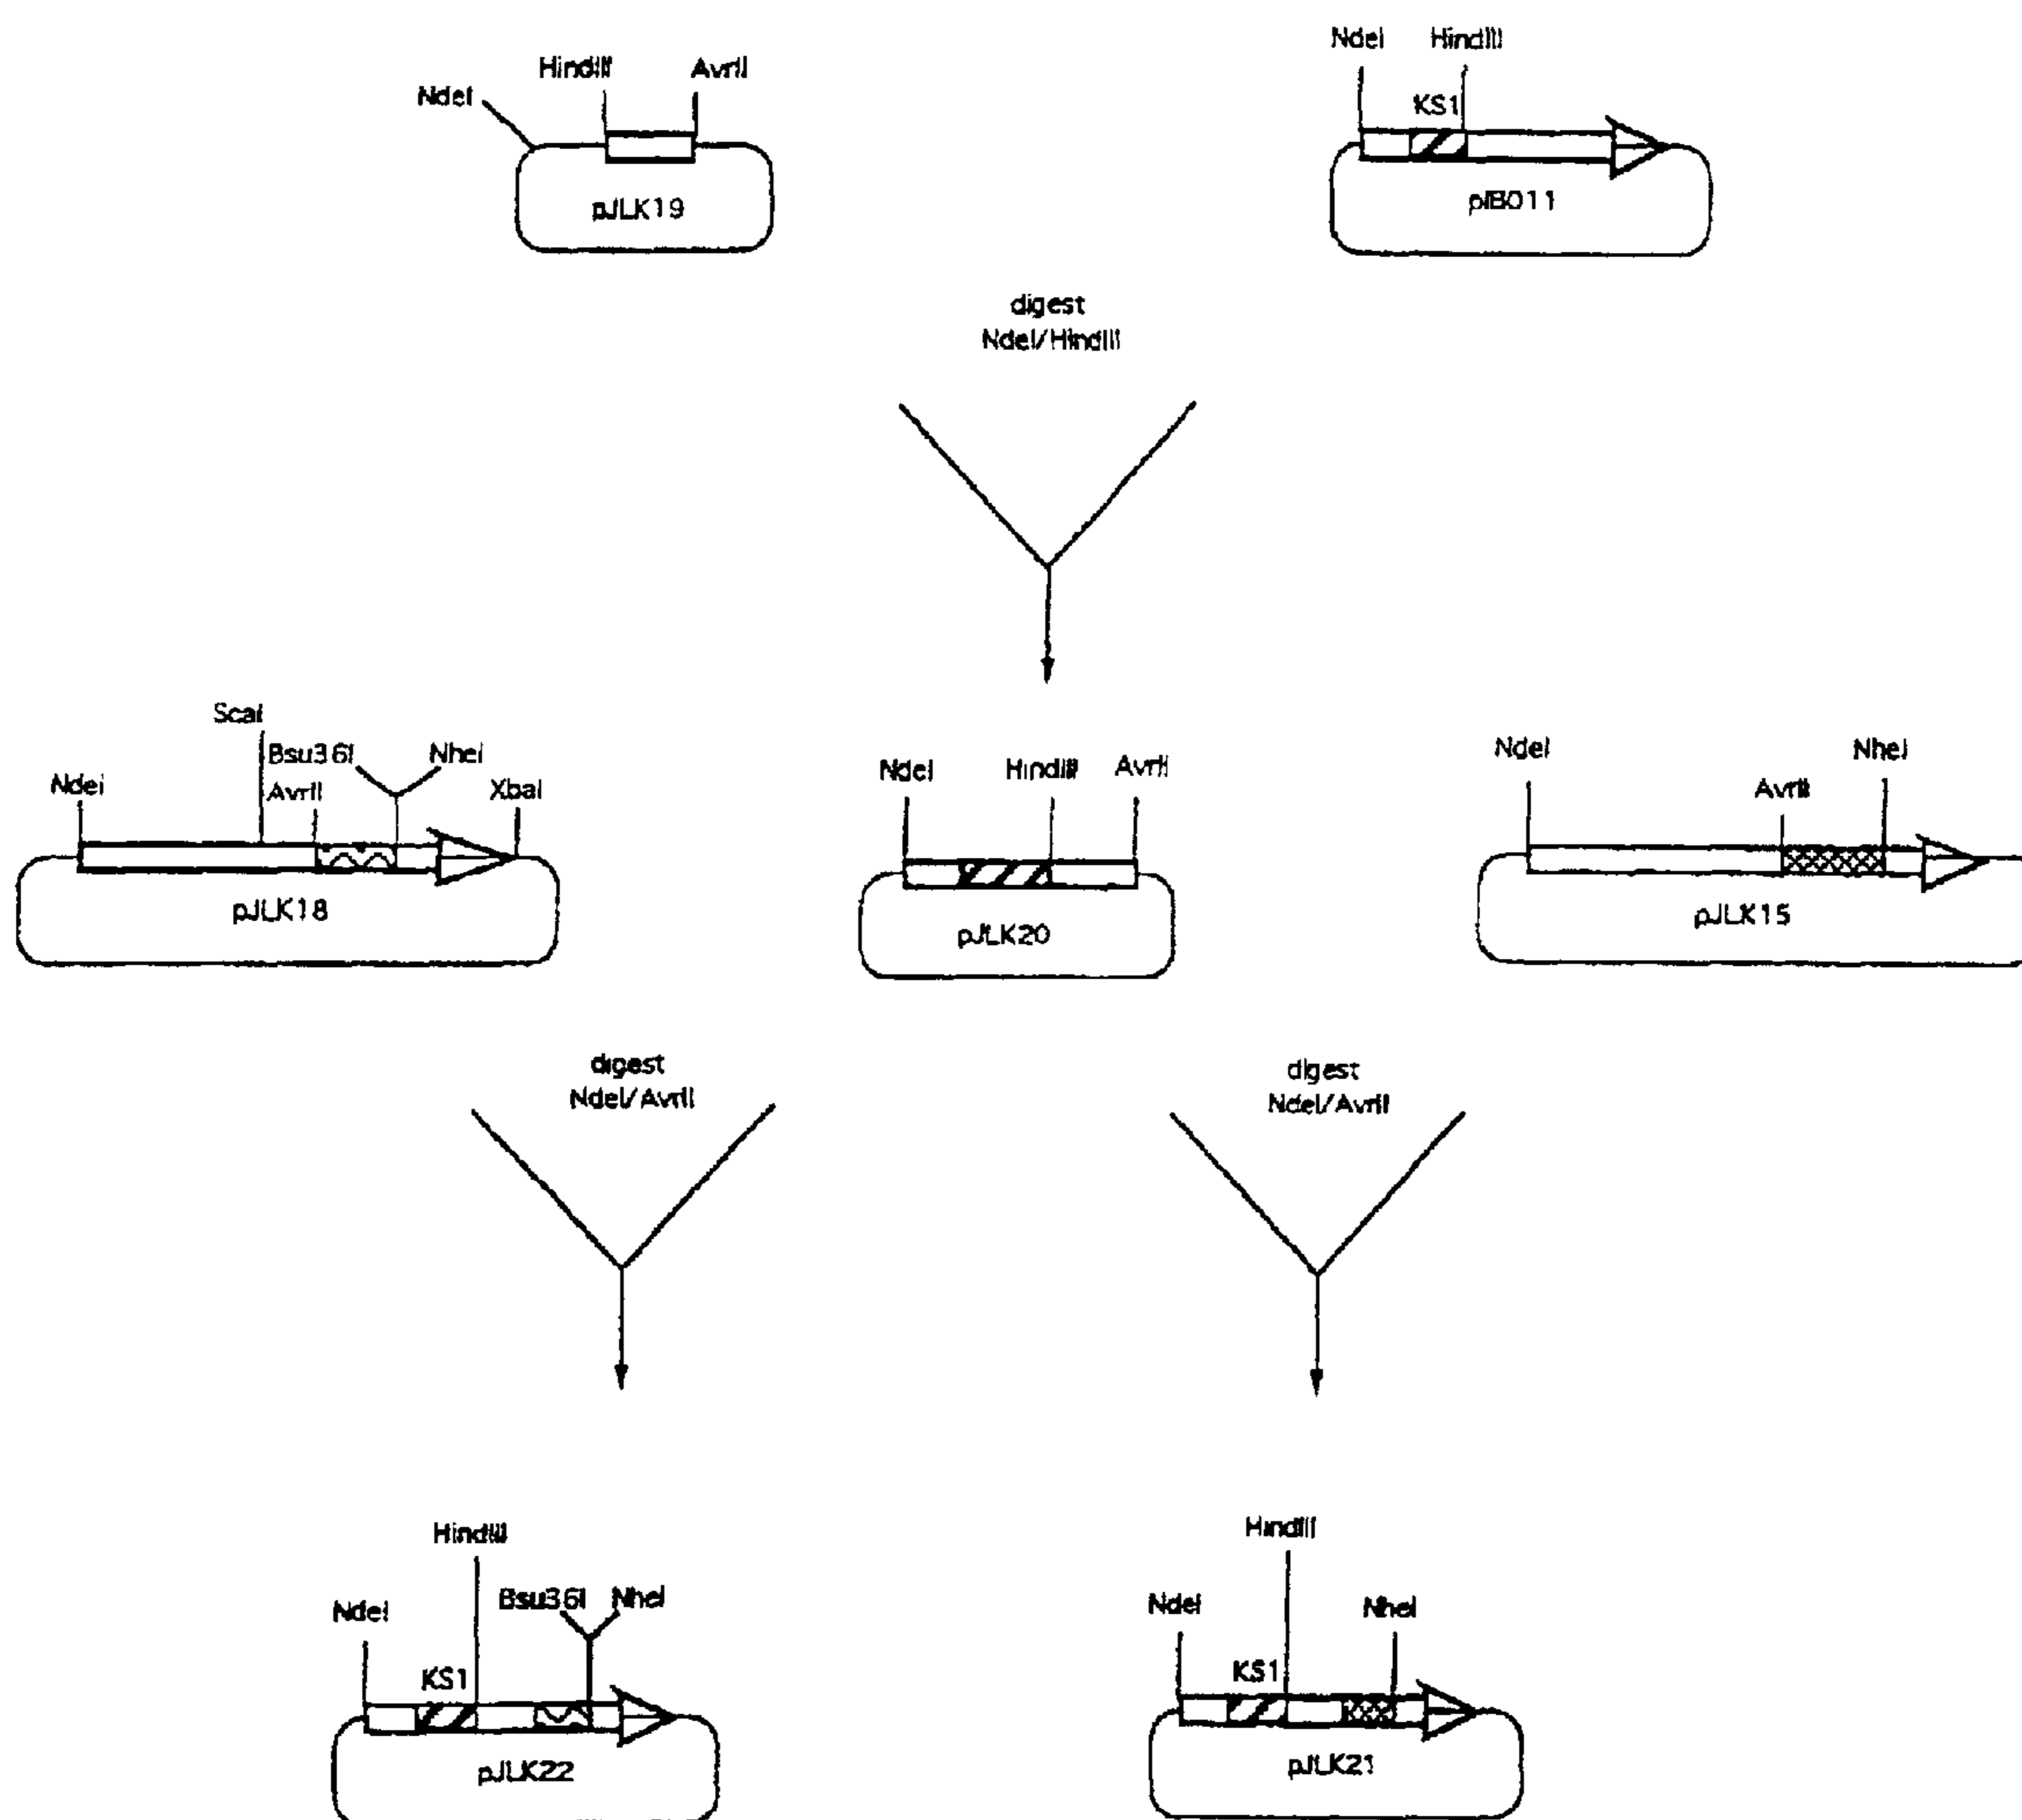 NdeI
HindIII
AvrII
pJLK19
NdeI
HindIII
KS1
pIB011
digest
NdeI/HindIII
ScaI
Bsu36I
NheI
NdeI
AvrII
XbaI
pJLK18
NdeI
HindIII
AvrII
pJLK20
NdeI
NheI
AvrII
pJLK15
digest
NdeI/AvrII
digest
NdeI/AvrII
HindIII
NdeI
Bsu36I
NheI
KS1
pJLK22
HindIII
NdeI
NheI
KS1
pJLK21